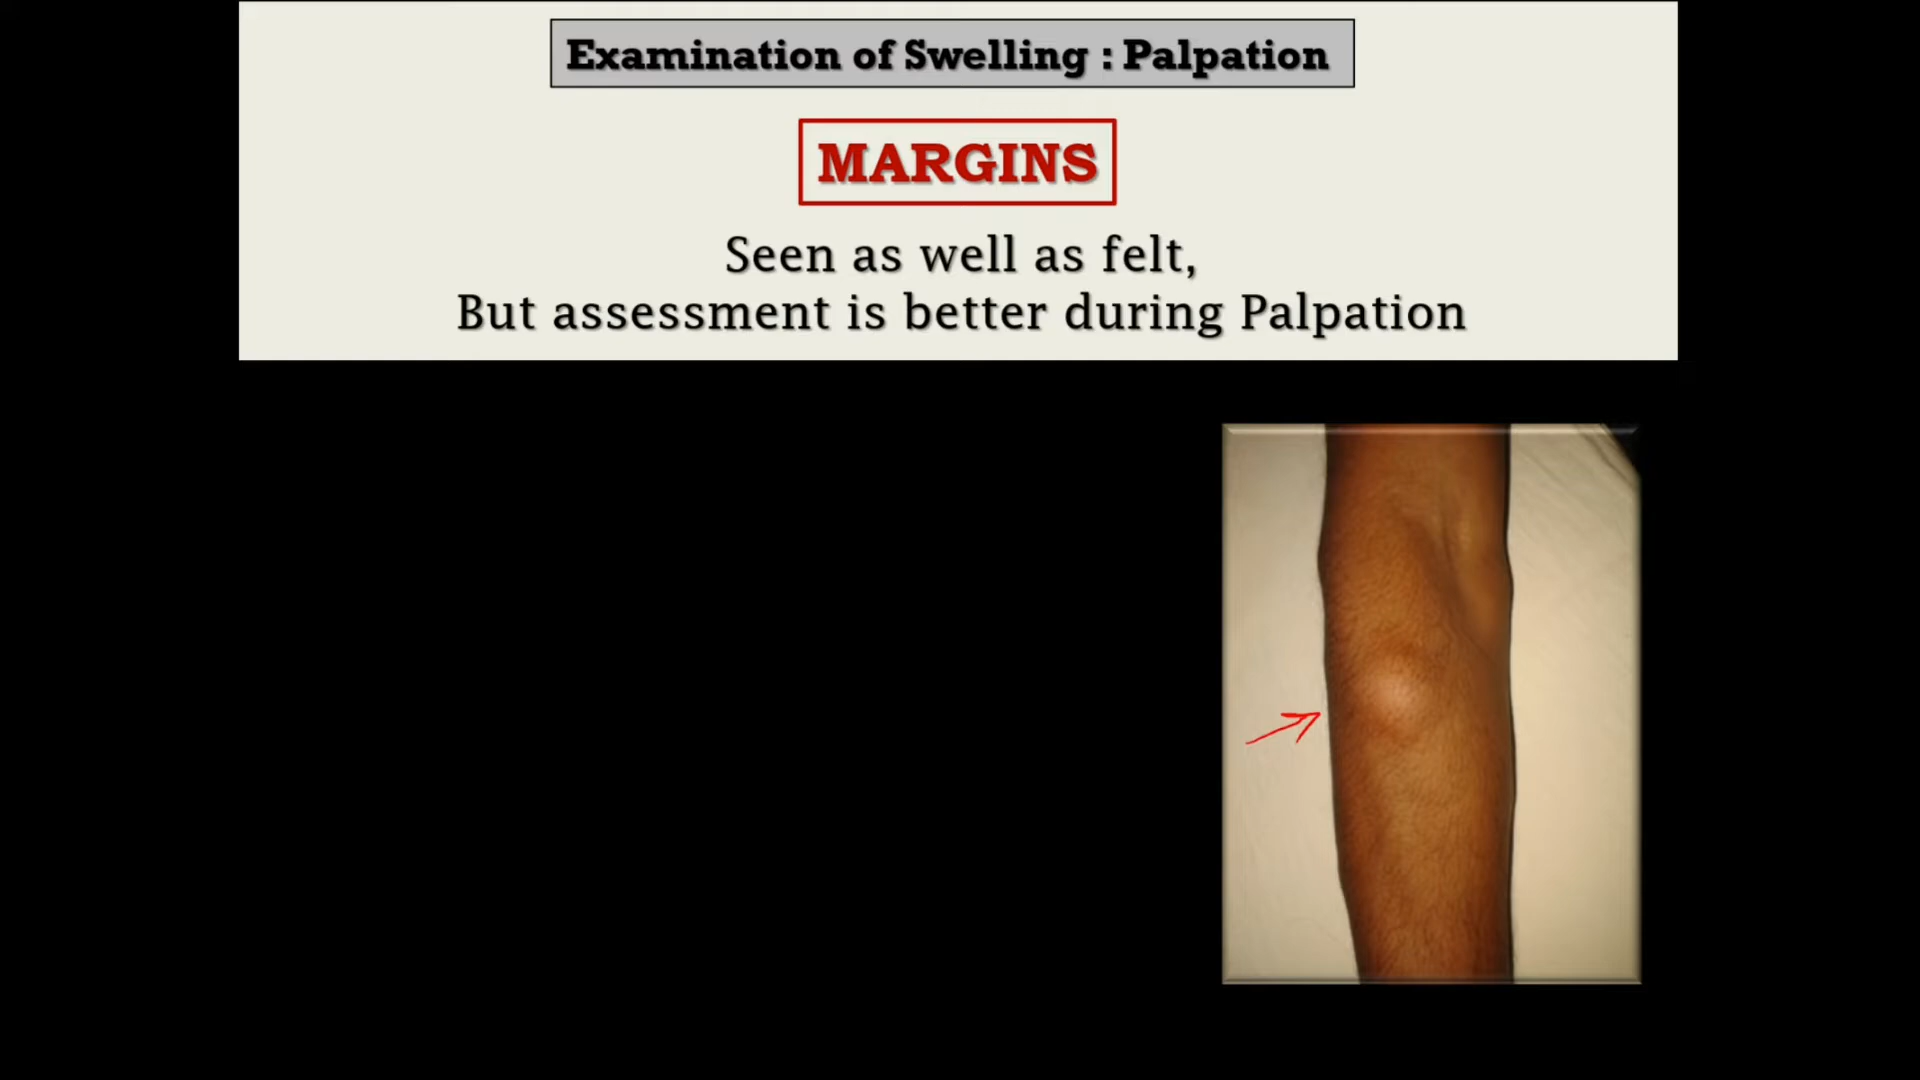 Examination of Swelling : Palpation
MARGINS
Seen as well as felt,
But assessment is better during Palpation